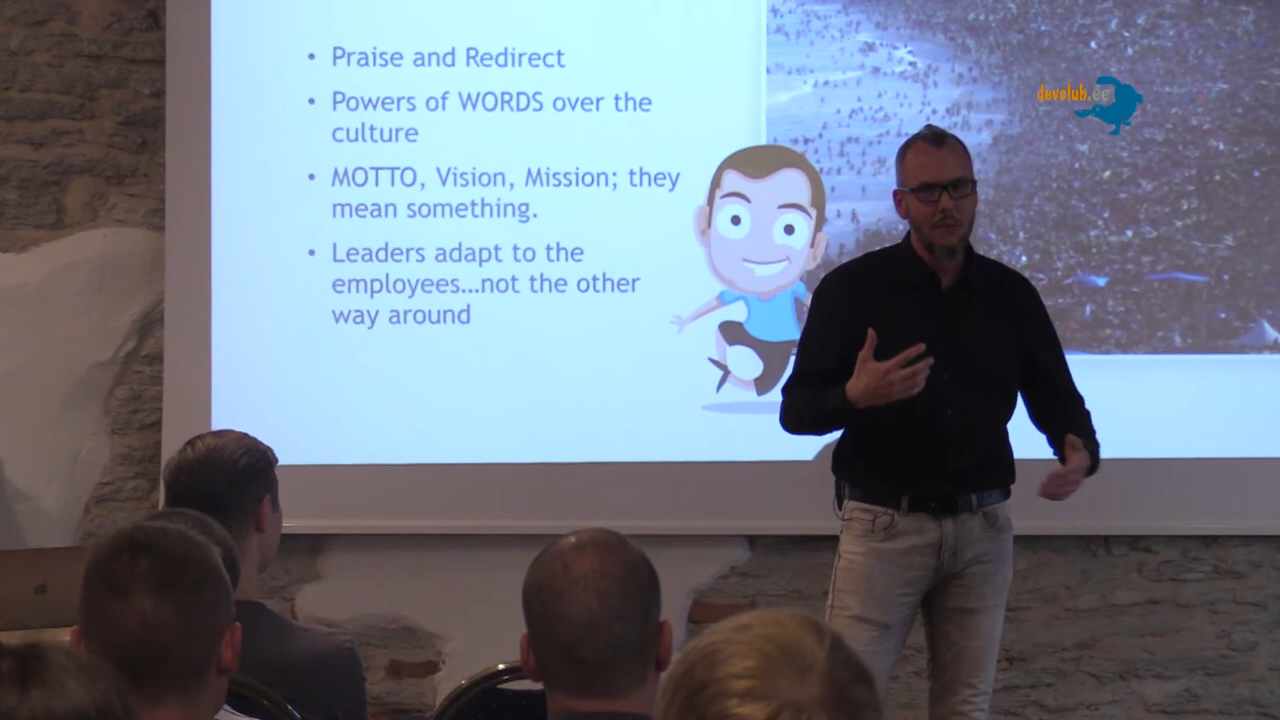 • Praise and Redirect
• Powers of WORDS over the
culture
• MOTTO, Vision, Mission; they
mean something.
• Leaders adapt to the
employees...not the other
way around
devclub.ee